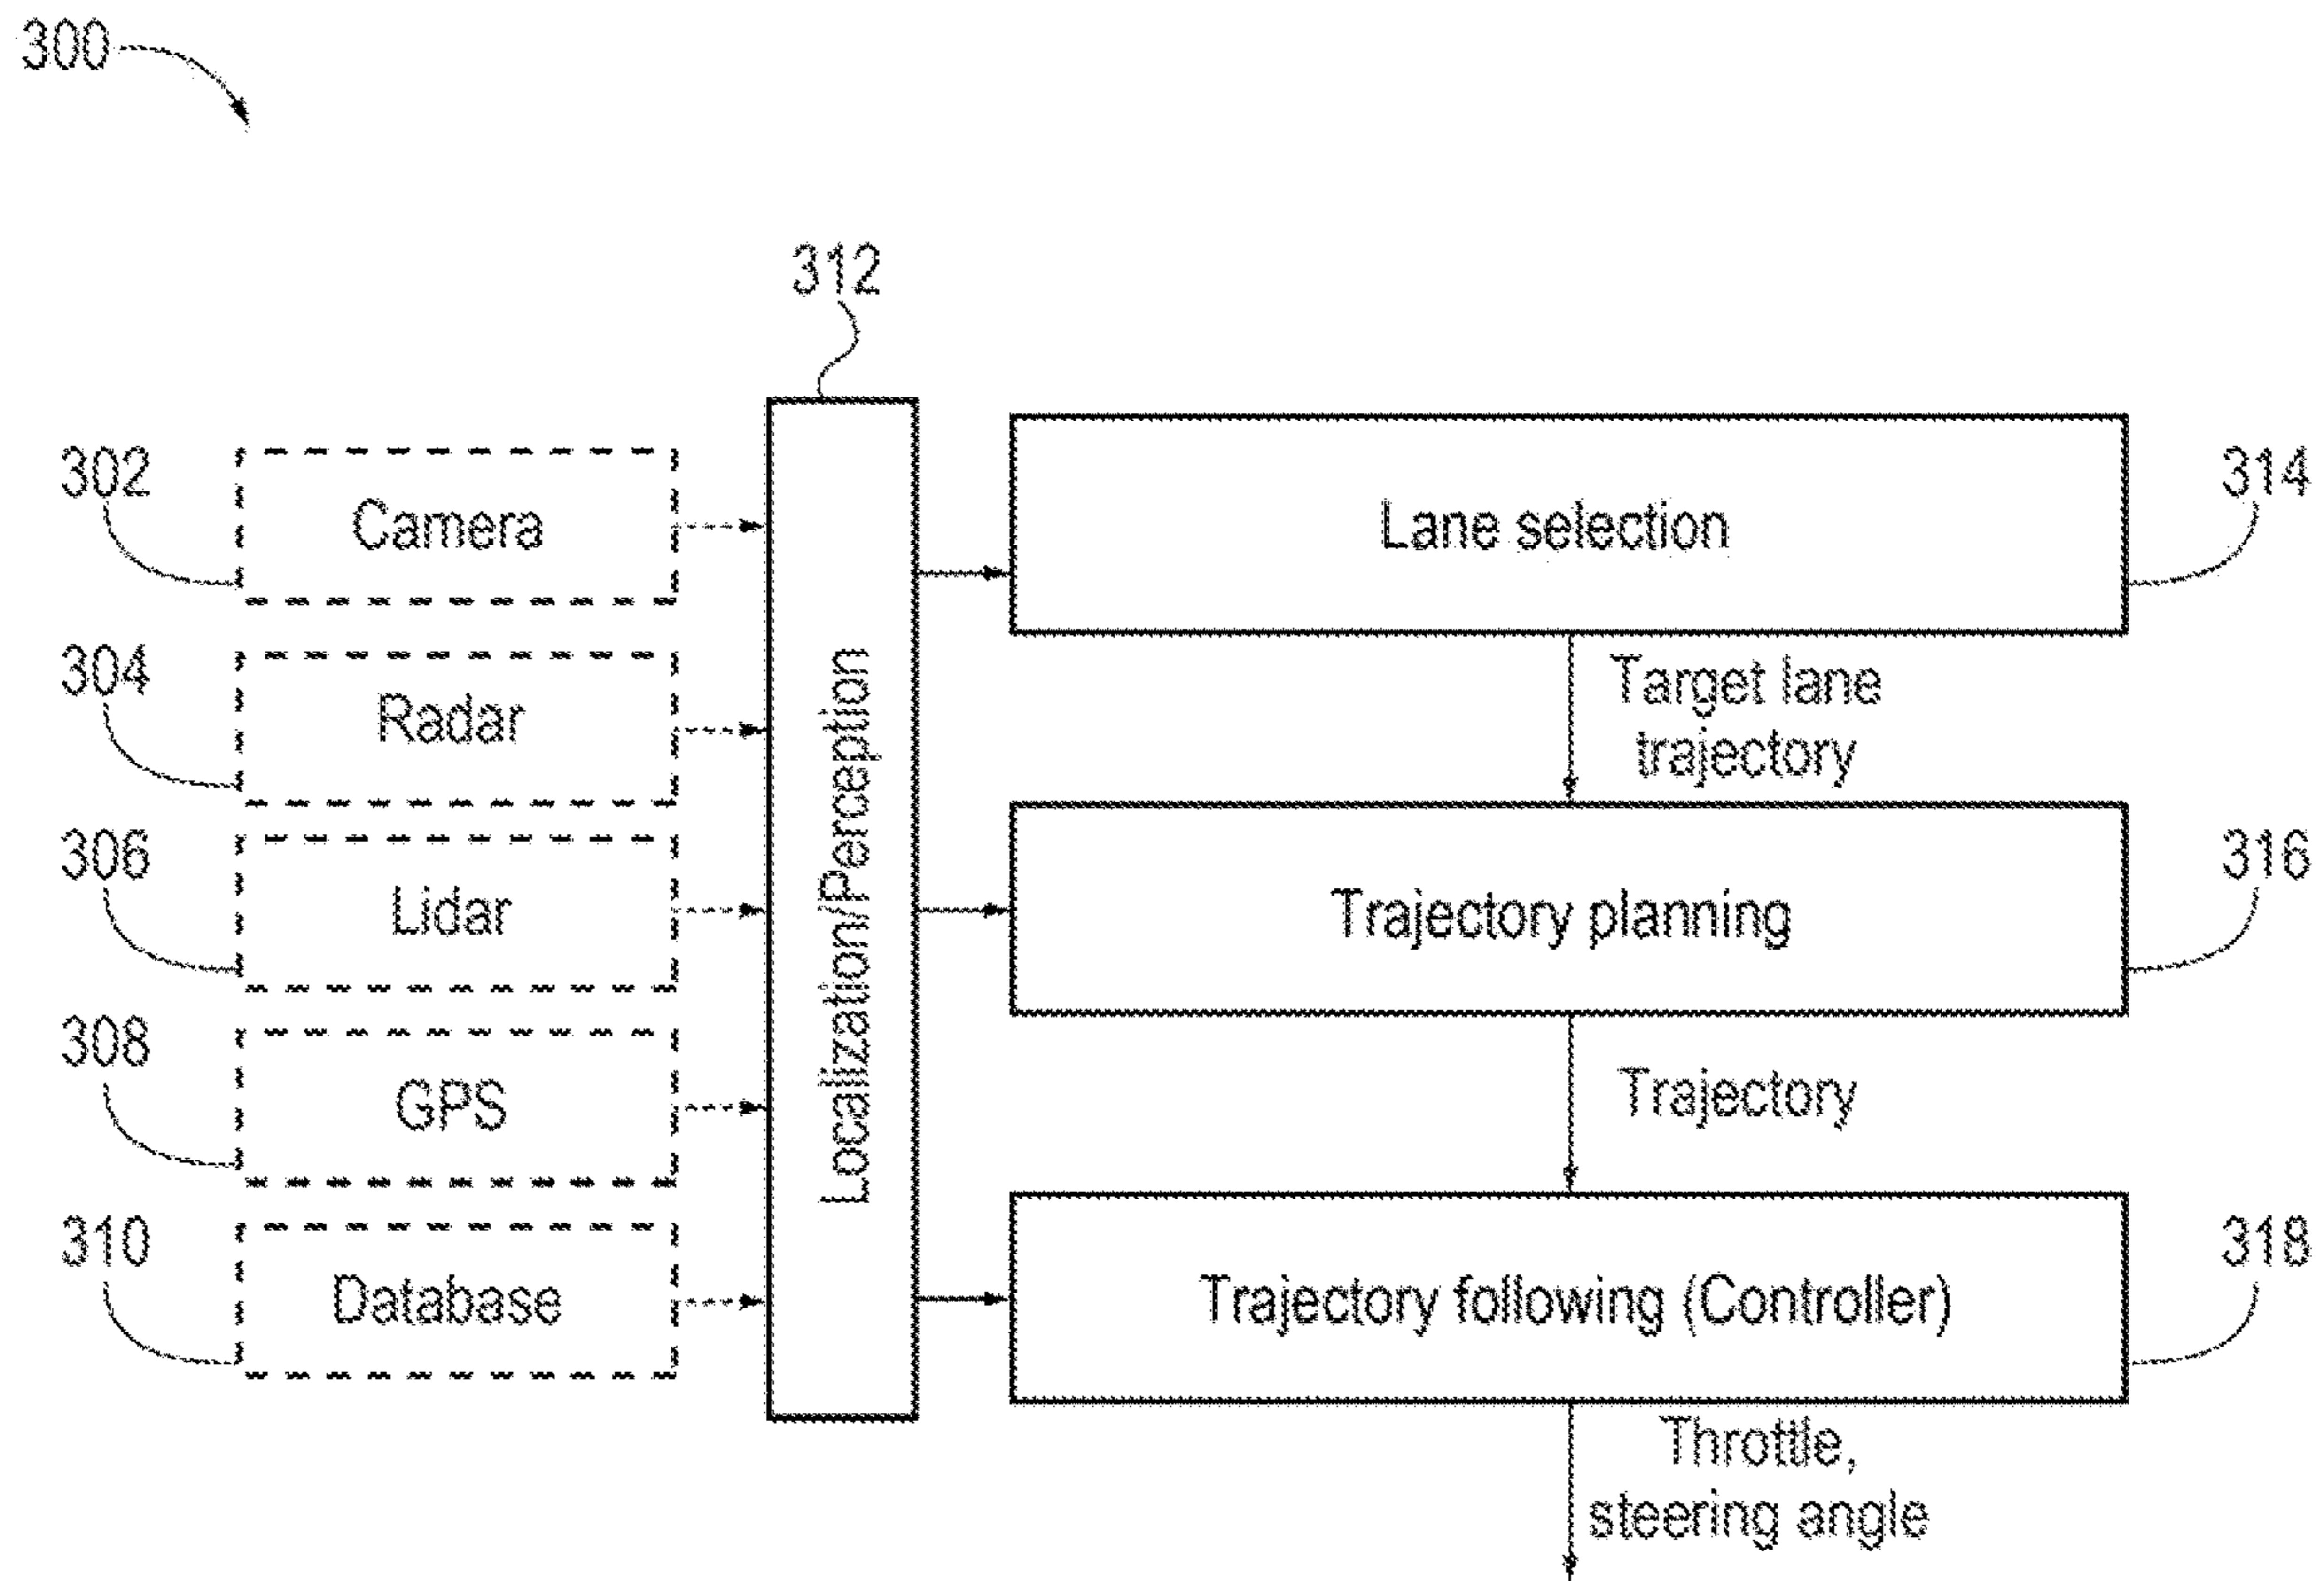 300
312
302
Camera
304
Radar
306
Lidar
308
GPS
310
Database
Localization/Perception
Lane selection
314
Target lane
trajectory
Trajectory planning
316
Trajectory
Trajectory following (Controller)
318
Throttle,
steering angle